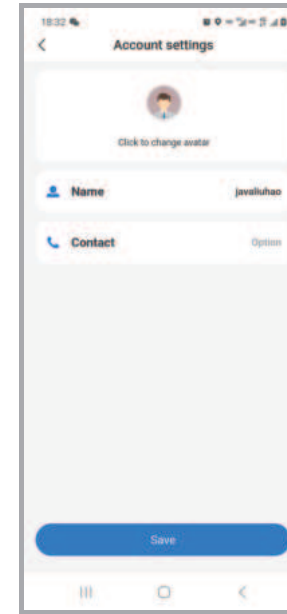 18:32
Account settings
Click to change avatar
Name javaliuhao
Contact Option
Save